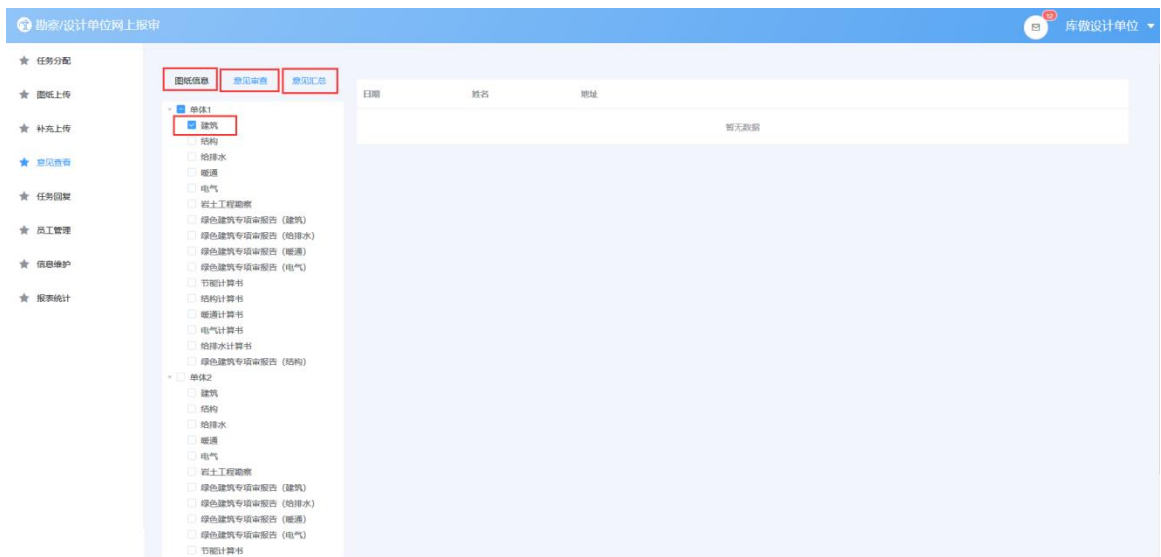 勘察/设计单位网上报审
52
库傲设计单位
任务分配
图纸上传
补充上传
意见查看
任务回复
员工管理
信息维护
报表统计
图纸信息 意见审查 意见汇总
单体1
建筑
结构
给排水
暖通
电气
岩土工程勘察
绿色建筑专项审报告（建筑）
绿色建筑专项审报告（给排水）
绿色建筑专项审报告（暖通）
绿色建筑专项审报告（电气）
节能计算书
结构计算书
暖通计算书
电气计算书
给排水计算书
绿色建筑专项审报告（结构）
单体2
建筑
结构
给排水
暖通
电气
岩土工程勘察
绿色建筑专项审报告（建筑）
绿色建筑专项审报告（给排水）
绿色建筑专项审报告（暖通）
绿色建筑专项审报告（电气）
节能计算书
日期 姓名 地址
暂无数据